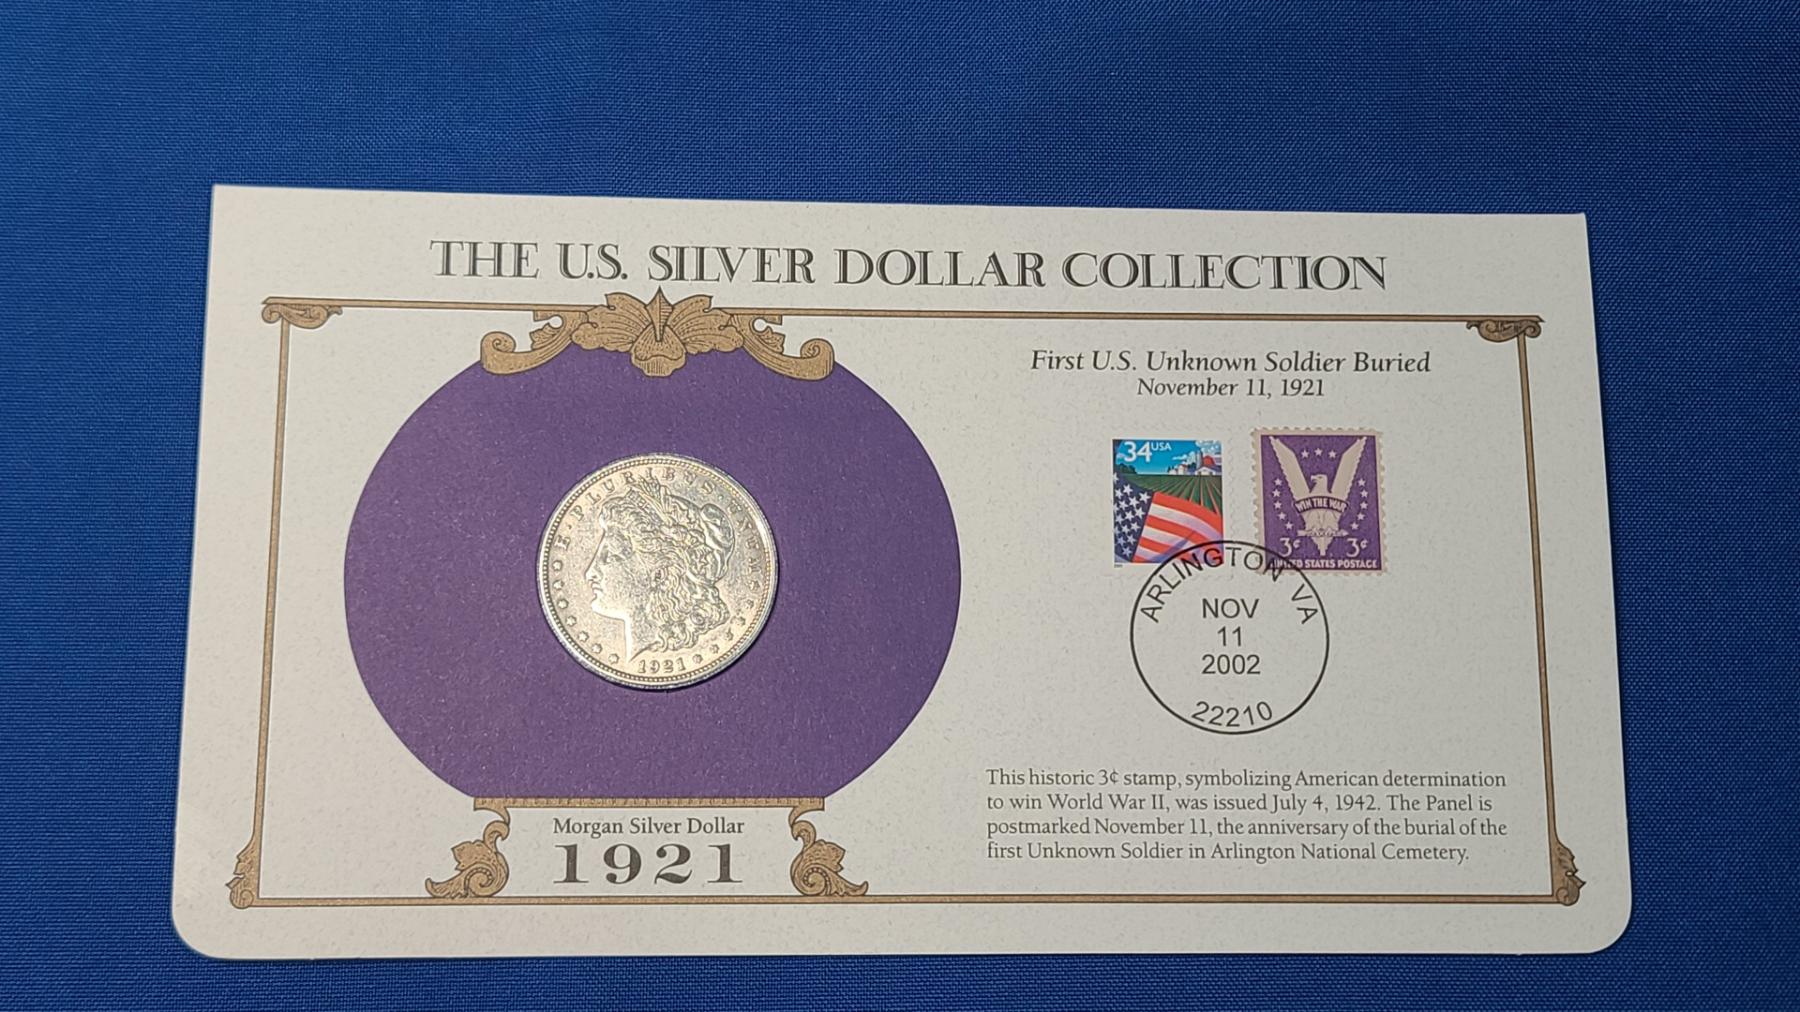 THE U.S. SILVER DOLLAR COLLECTION
First U.S. Unknown Soldier Buried
November 11, 1921
34 USA
WIN THE WAR
3¢ 3¢
UNITED STATES POSTAGE
ARLINGTON VA
NOV
11
2002
22210
E·PLURIBUS·UNUM
1921
Morgan Silver Dollar
1921
This historic 3¢ stamp, symbolizing American determination
to win World War II, was issued July 4, 1942. The Panel is
postmarked November 11, the anniversary of the burial of the
first Unknown Soldier in Arlington National Cemetery.